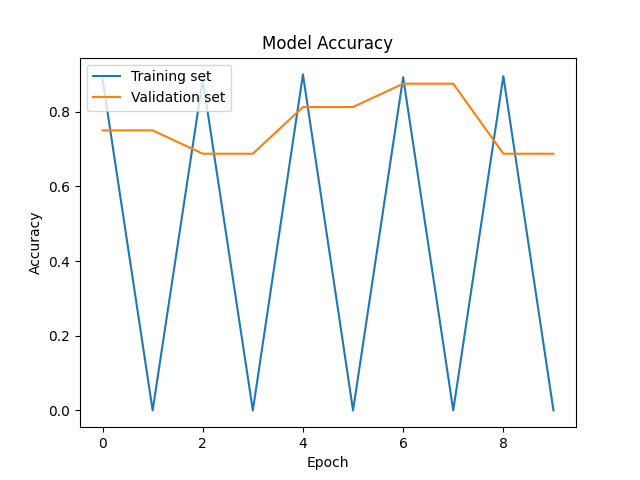 Model Accuracy
Training set
Validation set
Accuracy
0.8
0.6
0.4
0.2
0.0
0 2 4 6 8
Epoch